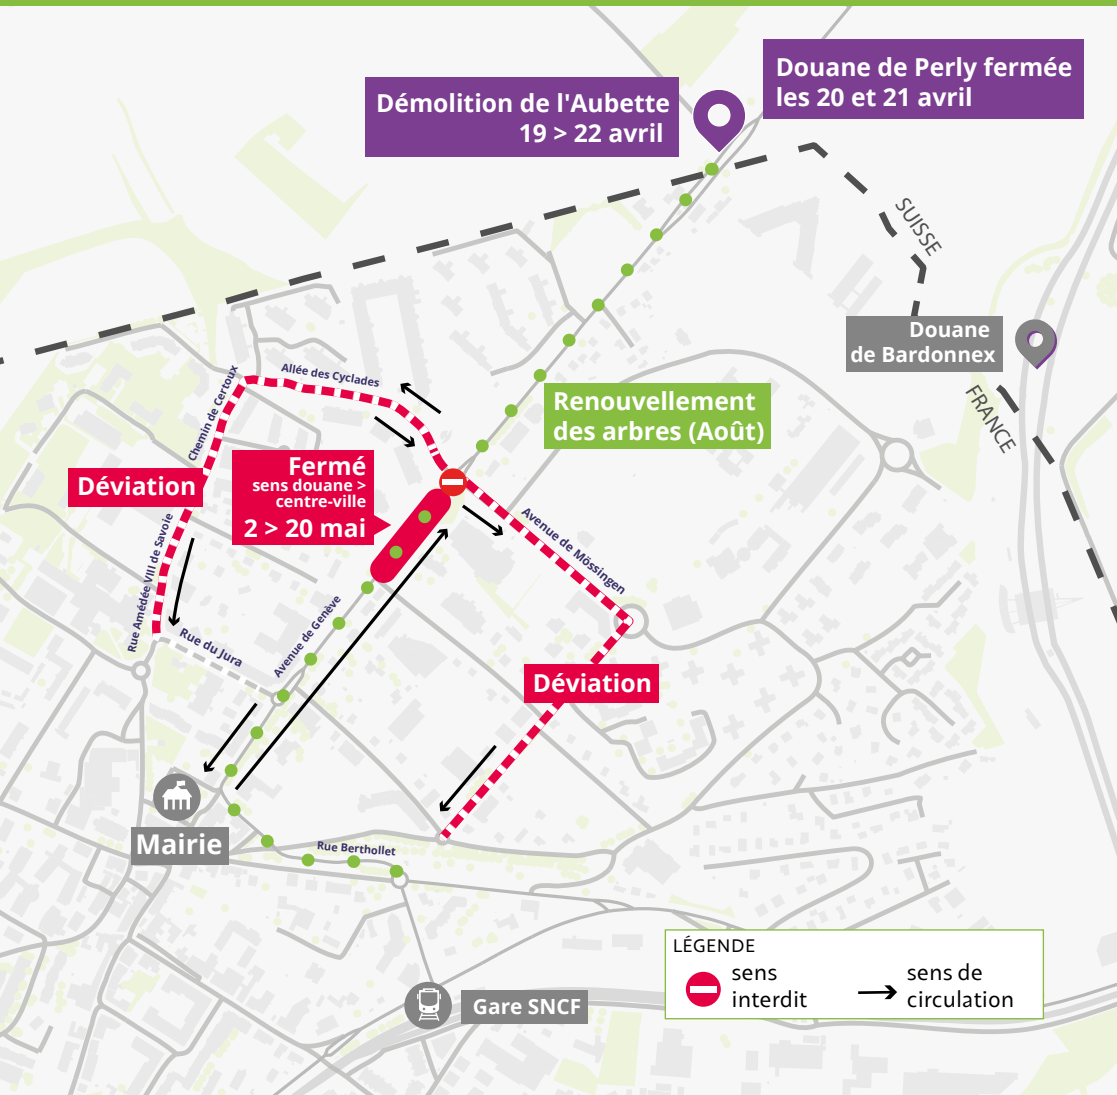 Douane de Perly fermée
les 20 et 21 avril
Démolition de l'Aubette
19 > 22 avril
SUISSE
Douane
de Bardonnex
FRANCE
Allée des Cyclades
Chemin de Certoux
Renouvellement
des arbres (Août)
Déviation
Fermé
sens douane >
centre-ville
2 > 20 mai
Avenue de Mössingen
Rue Amédée VIII de Savoie
Rue du Jura
Avenue de Genève
Déviation
Mairie
Rue Berthollet
LÉGENDE
sens
interdit
sens de
circulation
Gare SNCF